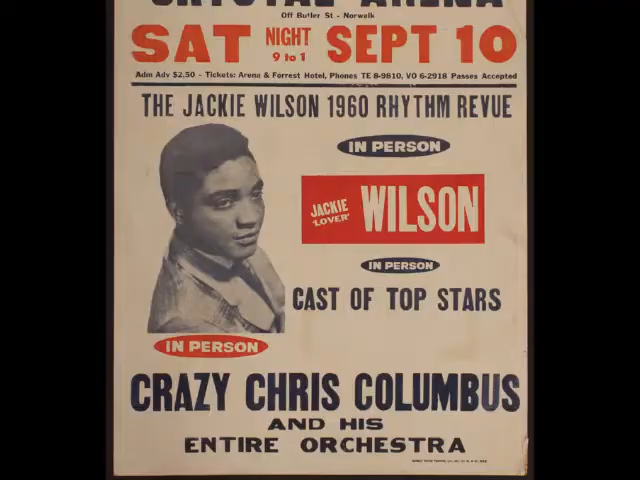 CRYSTAL ARENA
Off Butler St - Norwalk
SAT NIGHT 9 to 1 SEPT 10
Adm Adv $2.50 - Tickets: Arena & Forrest Hotel, Phones TE 8-9810, VO 6-2918 Passes Accepted
THE JACKIE WILSON 1960 RHYTHM REVUE
IN PERSON
JACKIE 'LOVER' WILSON
IN PERSON
CAST OF TOP STARS
IN PERSON
CRAZY CHRIS COLUMBUS
AND HIS
ENTIRE ORCHESTRA